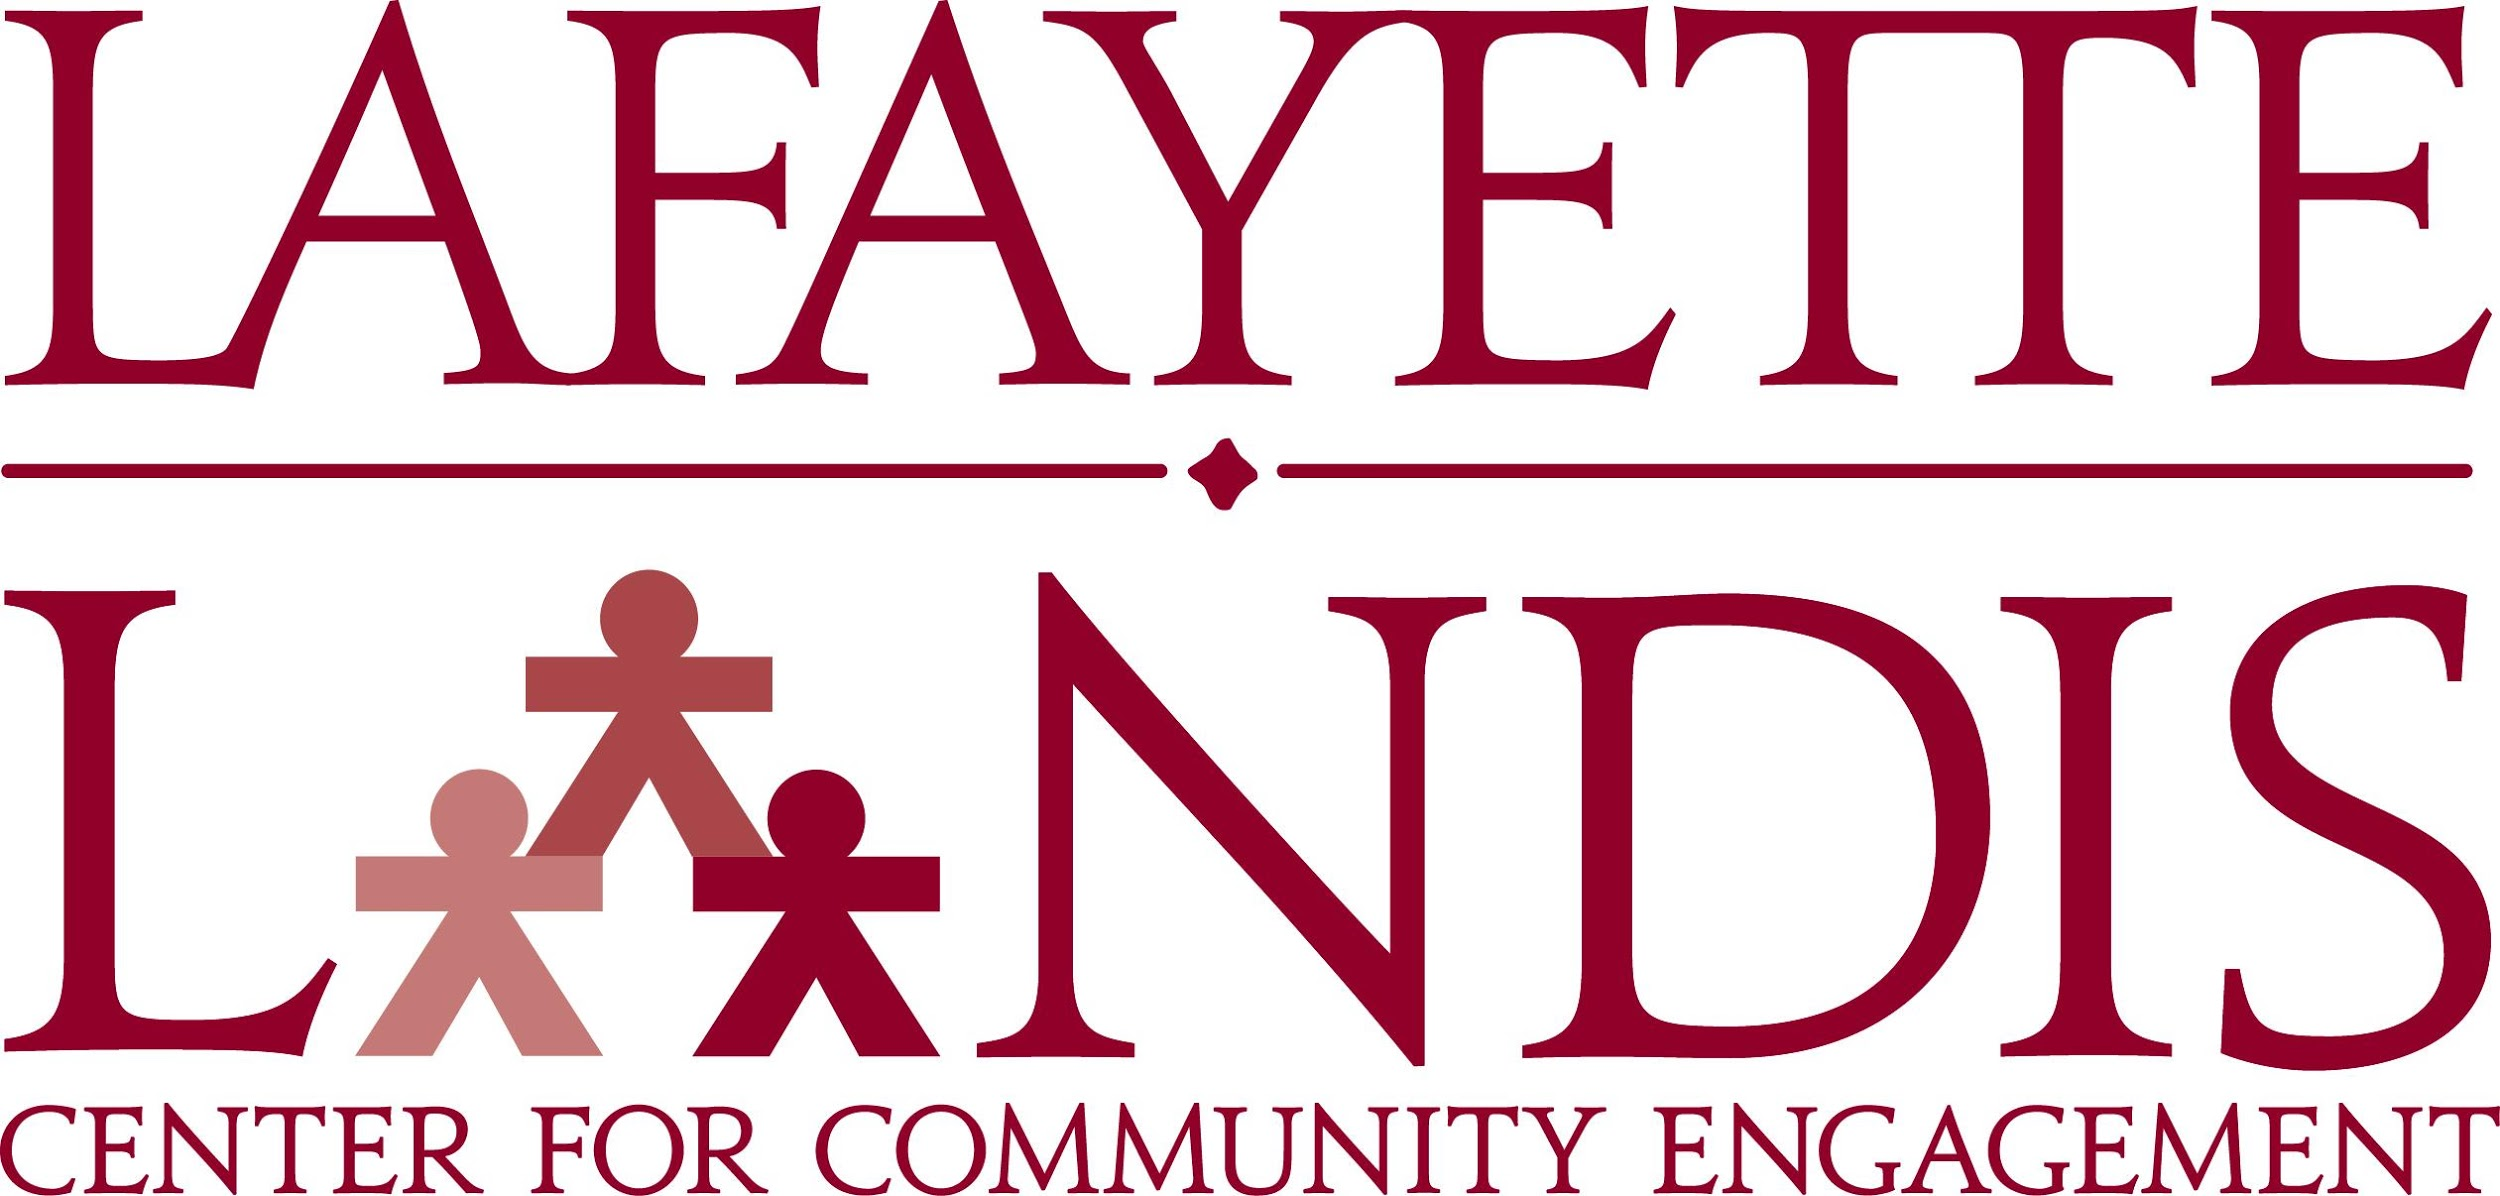 LAFAYETTE
LANDIS
CENTER FOR COMMUNITY ENGAGEMENT